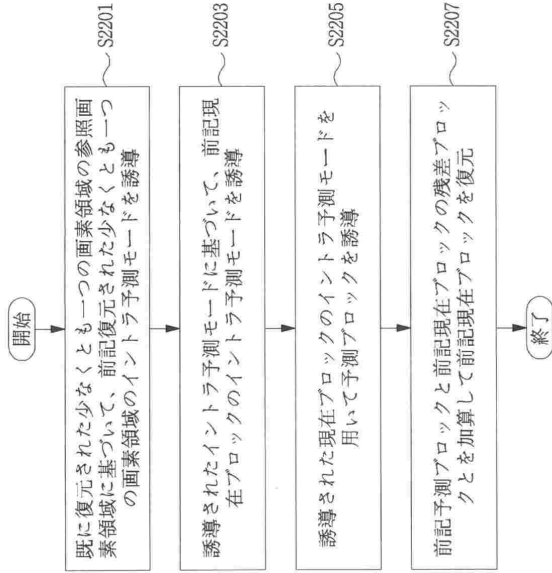 開始
既に復元された少なくとも一つの画素領域の参照画
素領域に基づいて、前記復元された少なくとも一つ
の画素領域のイントラ予測モードを誘導
S2201
誘導されたイントラ予測モードに基づいて、前記現
在ブロックのイントラ予測モードを誘導
S2203
誘導された現在ブロックのイントラ予測モードを
用いて予測ブロックを誘導
S2205
前記予測ブロックと前記現在ブロックの残差ブロッ
クとを加算して前記現在ブロックを復元
S2207
終了